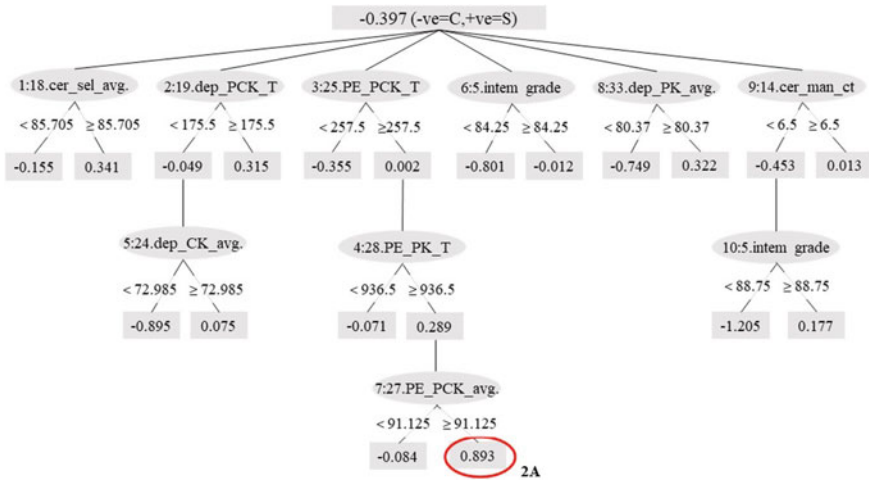 -0.397 (-ve=C,+ve=S)
1:18.cer_sel_avg. 2:19.dep_PCK_T 3:25.PE_PCK_T 6:5.intem grade 8:33.dep_PK_avg. 9:14.cer_man_ct
< 85.705 ≥85.705 < 175.5 ≥ 175.5 < 257.5 ≥257.5 < 84.25 ≥ 84.25 < 80.37 ≥ 80.37 < 6.5 ≥ 6.5
-0.155 0.341 -0.049 0.315 -0.355 0.002 -0.801 -0.012 -0.749 0.322 -0.453 0.013
5:24.dep_CK_avg. 4:28.PE_PK_T 10:5.intem grade
< 72.985 ≥ 72.985 < 936.5 ≥ 936.5 < 88.75 ≥ 88.75
-0.895 0.075 -0.071 0.289 -1.205 0.177
7:27.PE_PCK_avg.
< 91.125 ≥ 91.125
-0.084 0.893 2A